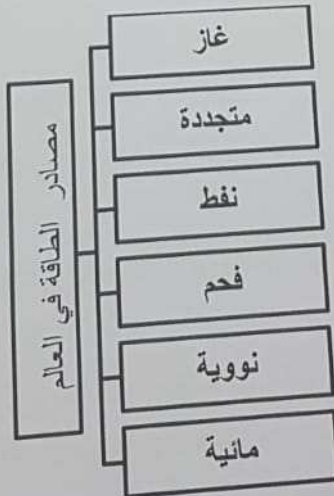 مصادر الطاقة في العالم
غاز
متجددة
نفط
فحم
نووية
مائية